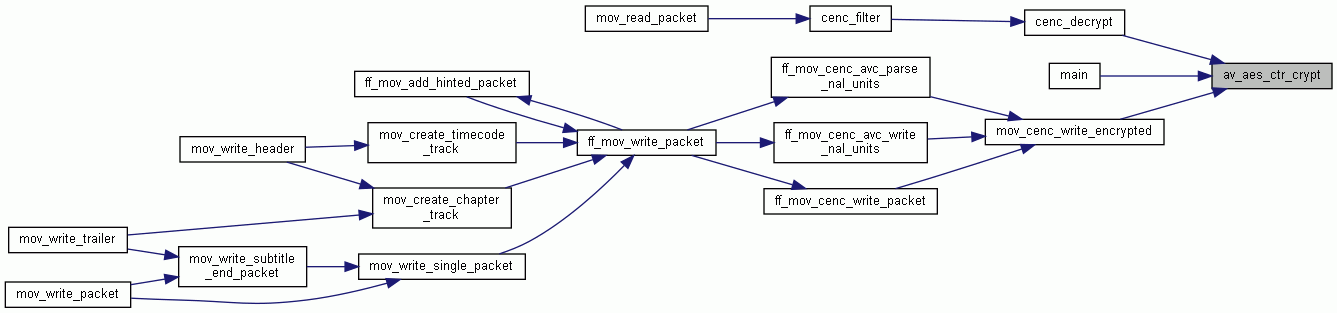 mov_read_packet
cenc_filter
cenc_decrypt
av_aes_ctr_crypt
main
ff_mov_cenc_avc_parse
_nal_units
ff_mov_add_hinted_packet
mov_cenc_write_encrypted
mov_create_timecode
_track
ff_mov_write_packet
ff_mov_cenc_avc_write
_nal_units
mov_write_header
mov_create_chapter
_track
ff_mov_cenc_write_packet
mov_write_trailer
mov_write_subtitle
_end_packet
mov_write_single_packet
mov_write_packet